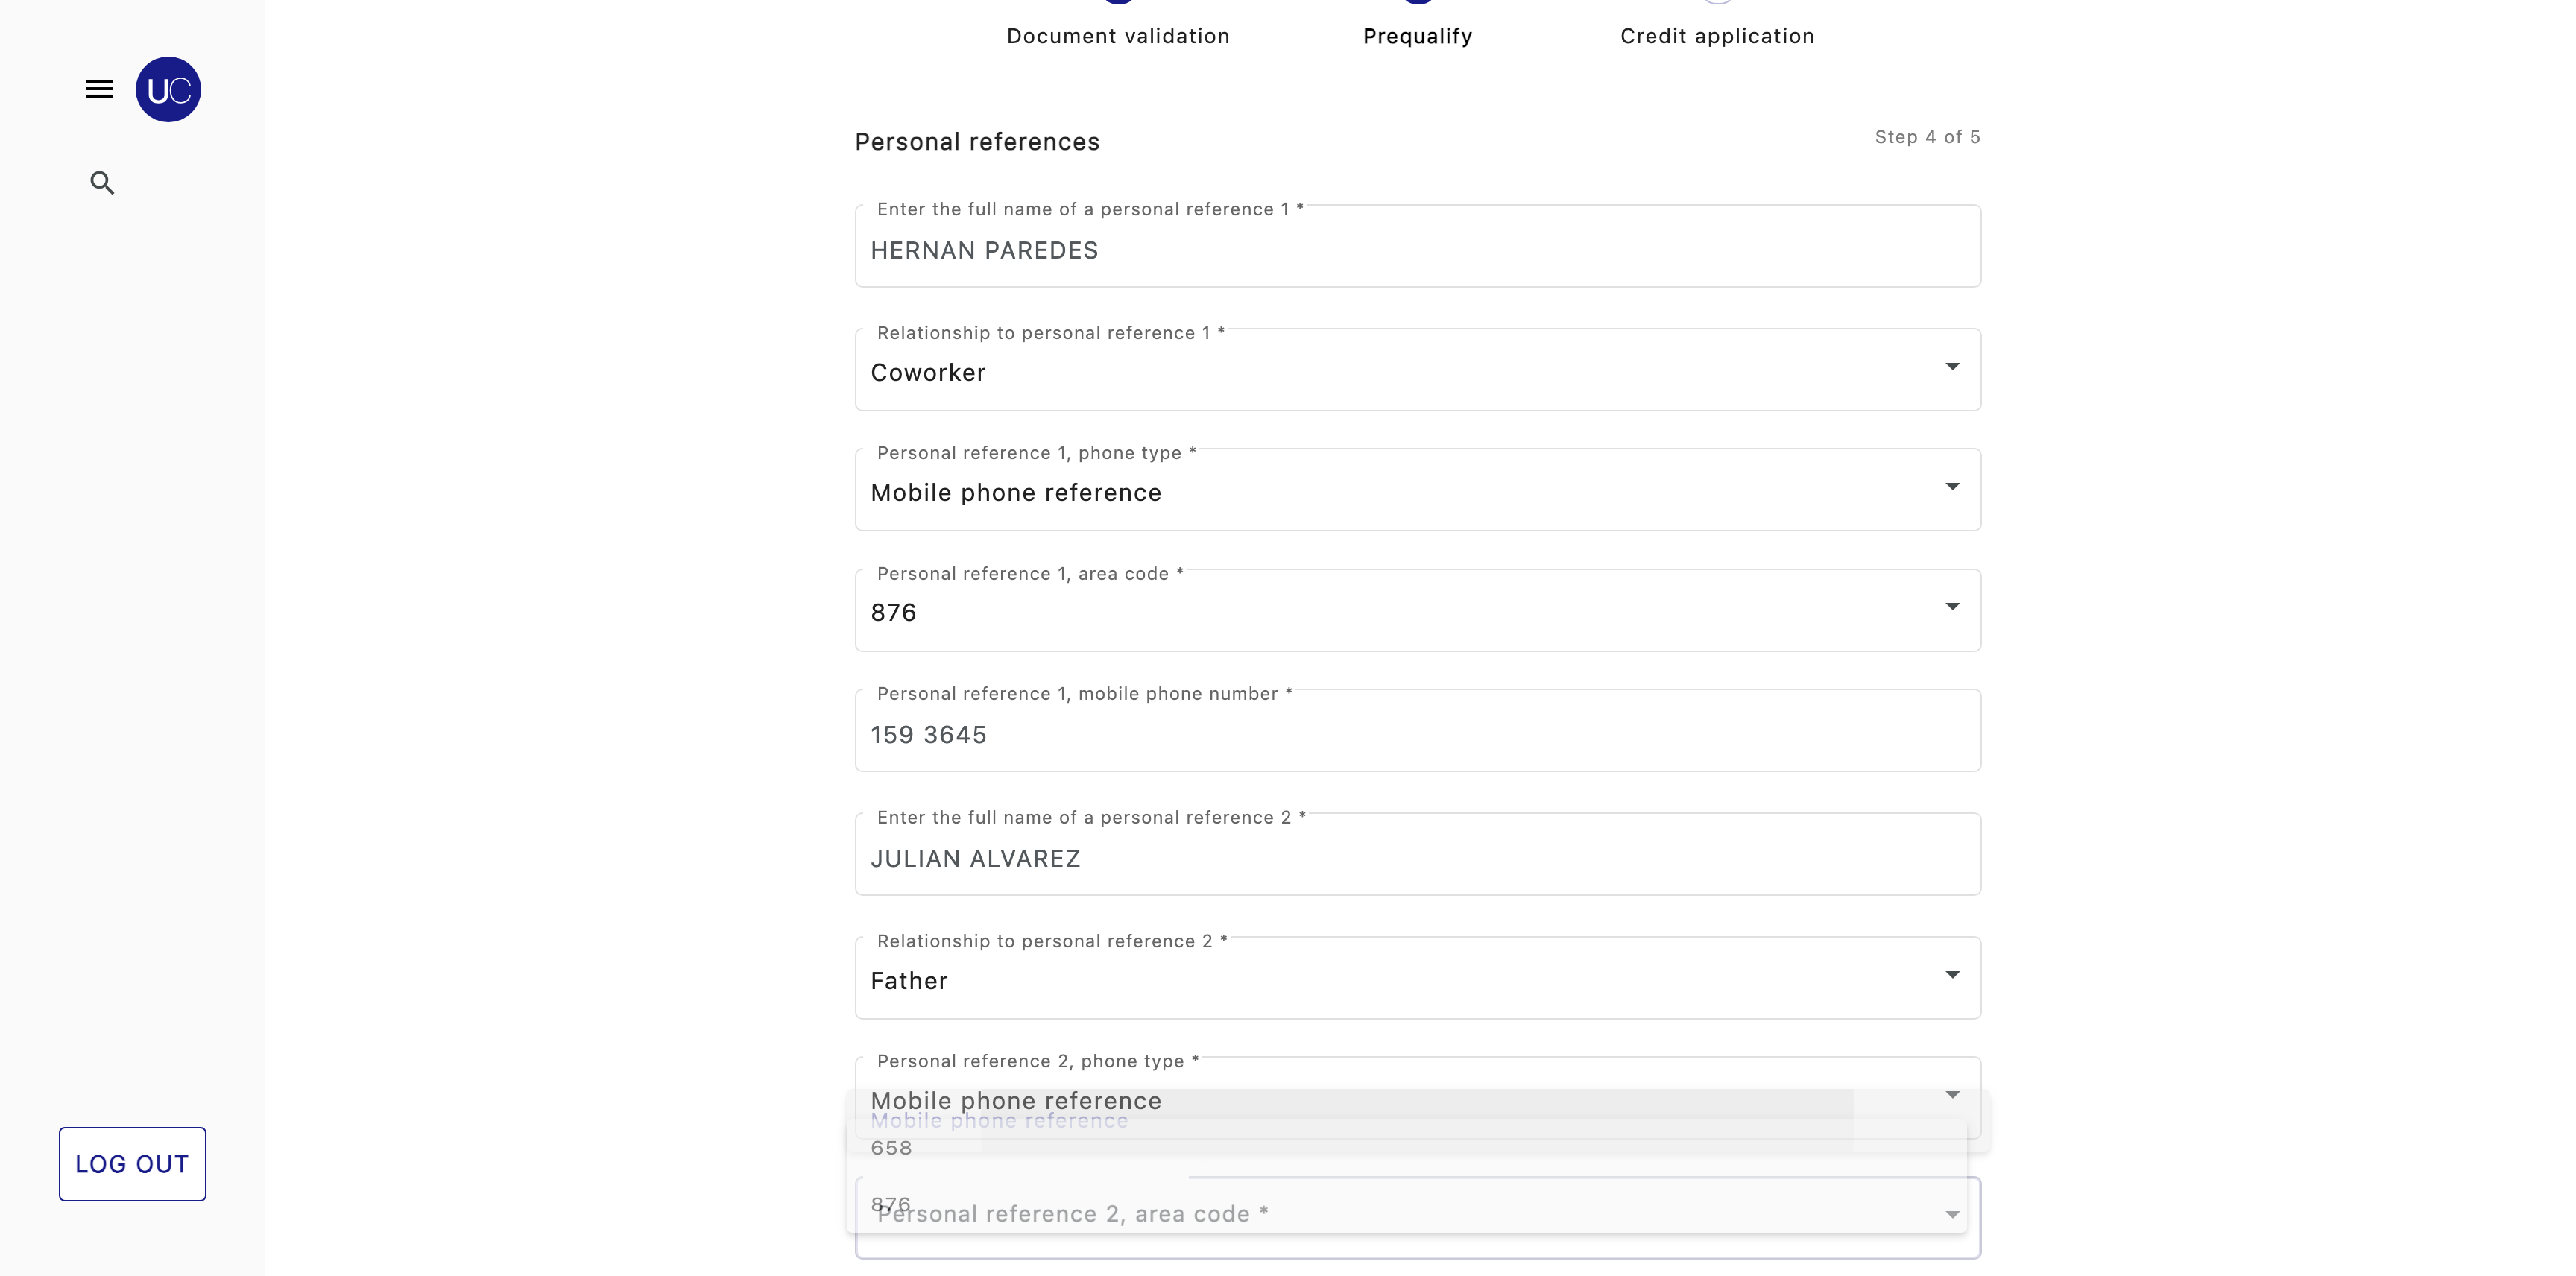 Document validation Prequalify Credit application
UC
Personal references Step 4 of 5
Enter the full name of a personal reference 1 *
HERNAN PAREDES
Relationship to personal reference 1 *
Coworker
Personal reference 1, phone type *
Mobile phone reference
Personal reference 1, area code *
876
Personal reference 1, mobile phone number *
159 3645
Enter the full name of a personal reference 2 *
JULIAN ALVAREZ
Relationship to personal reference 2 *
Father
Personal reference 2, phone type *
Mobile phone reference
Mobile phone reference
658
876
Personal reference 2, area code *
LOG OUT